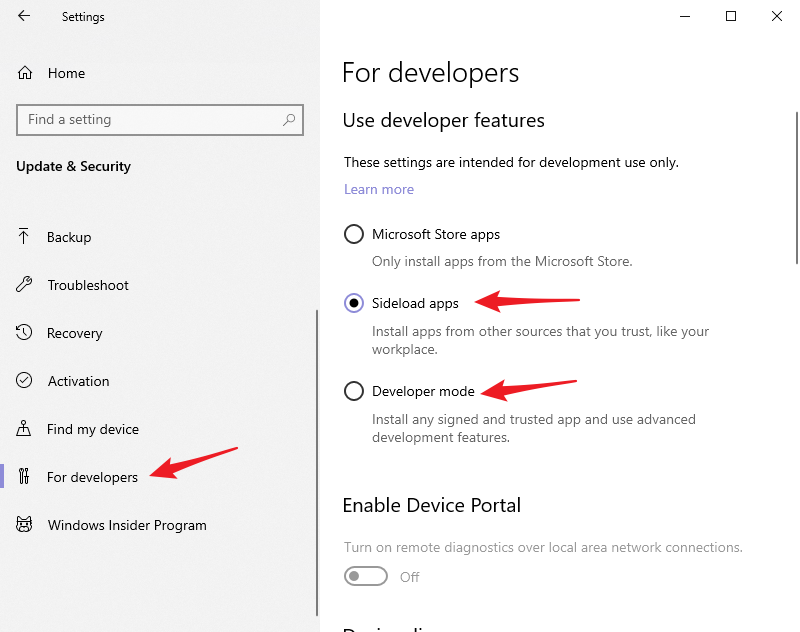 Settings
Home
Find a setting
Update & Security
Backup
Troubleshoot
Recovery
Activation
Find my device
For developers
Windows Insider Program
For developers
Use developer features
These settings are intended for development use only.
Learn more
Microsoft Store apps
Only install apps from the Microsoft Store.
Sideload apps
Install apps from other sources that you trust, like your
workplace.
Developer mode
Install any signed and trusted app and use advanced
development features.
Enable Device Portal
Turn on remote diagnostics over local area network connections.
Off